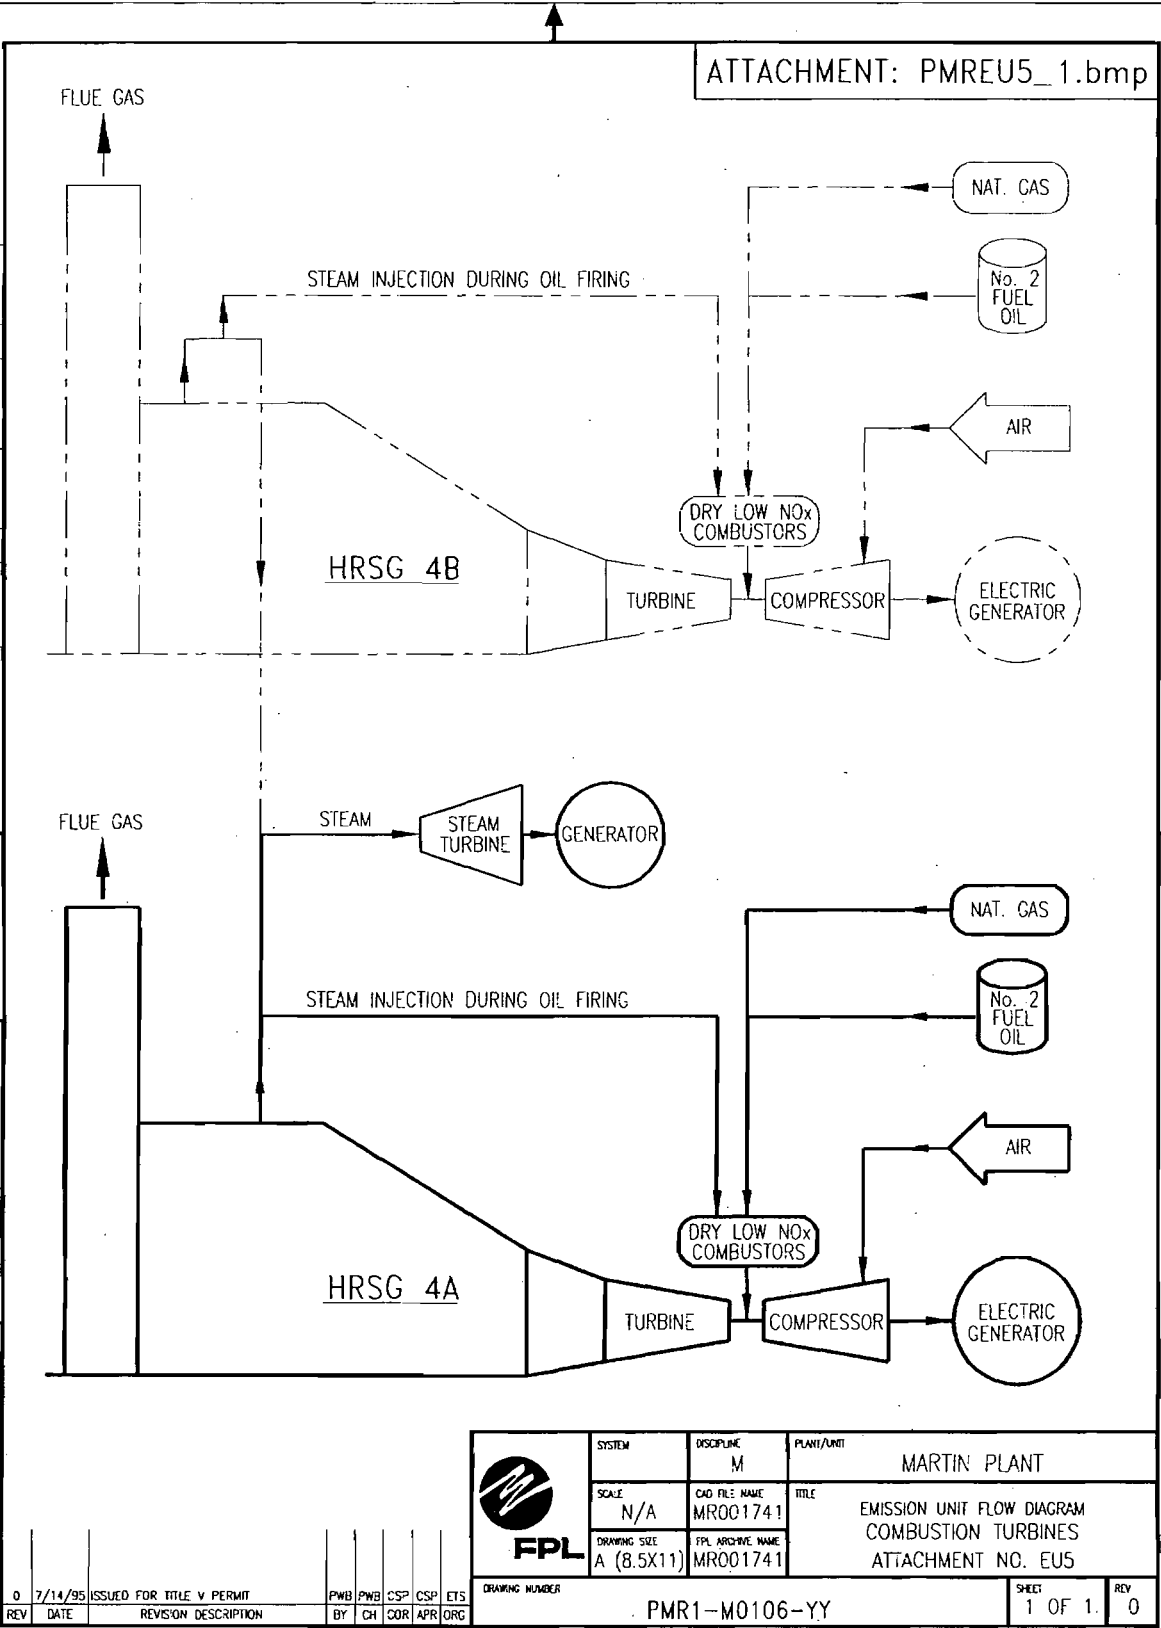 ATTACHMENT: PMREU5_1.bmp
FLUE GAS
NAT. GAS
STEAM INJECTION DURING OIL FIRING
No. 2
FUEL
OIL
AIR
DRY LOW NOx
COMBUSTORS
HRSG 4B
TURBINE
COMPRESSOR
ELECTRIC
GENERATOR
FLUE GAS
STEAM
STEAM
TURBINE
GENERATOR
NAT. GAS
STEAM INJECTION DURING OIL FIRING
No. 2
FUEL
OIL
AIR
DRY LOW NOx
COMBUSTORS
HRSG 4A
TURBINE
COMPRESSOR
ELECTRIC
GENERATOR
FPL
SYSTEM
DISCIPLINE
M
PLANT/UNIT
MARTIN PLANT
SCALE
N/A
CAD FILE NAME
MR001741
TITLE
EMISSION UNIT FLOW DIAGRAM
COMBUSTION TURBINES
ATTACHMENT NO. EU5
DRAWING SIZE
A (8.5X11)
FPL ARCHIVE NAME
MR001741
DRAWING NUMBER
PMR1-M0106-YY
SHEET
1 OF 1
REV
0
0 7/14/95 ISSUED FOR TITLE V PERMIT PWB PWB CSP CSP ETS
REV DATE REVISION DESCRIPTION BY CH COR APR ORG